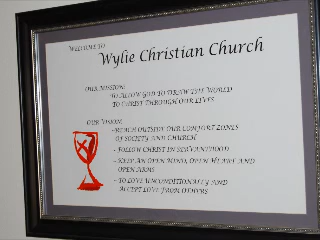 Welcome to
Wylie Christian Church
Our Mission:
To allow God to draw the World
to Christ through our lives
Our Vision:
-Reach outside our comfort zones
of society and church
- Follow Christ in servanthood
- Keep an open mind, open heart and
open arms
- To love unconditionally and
accept love from others